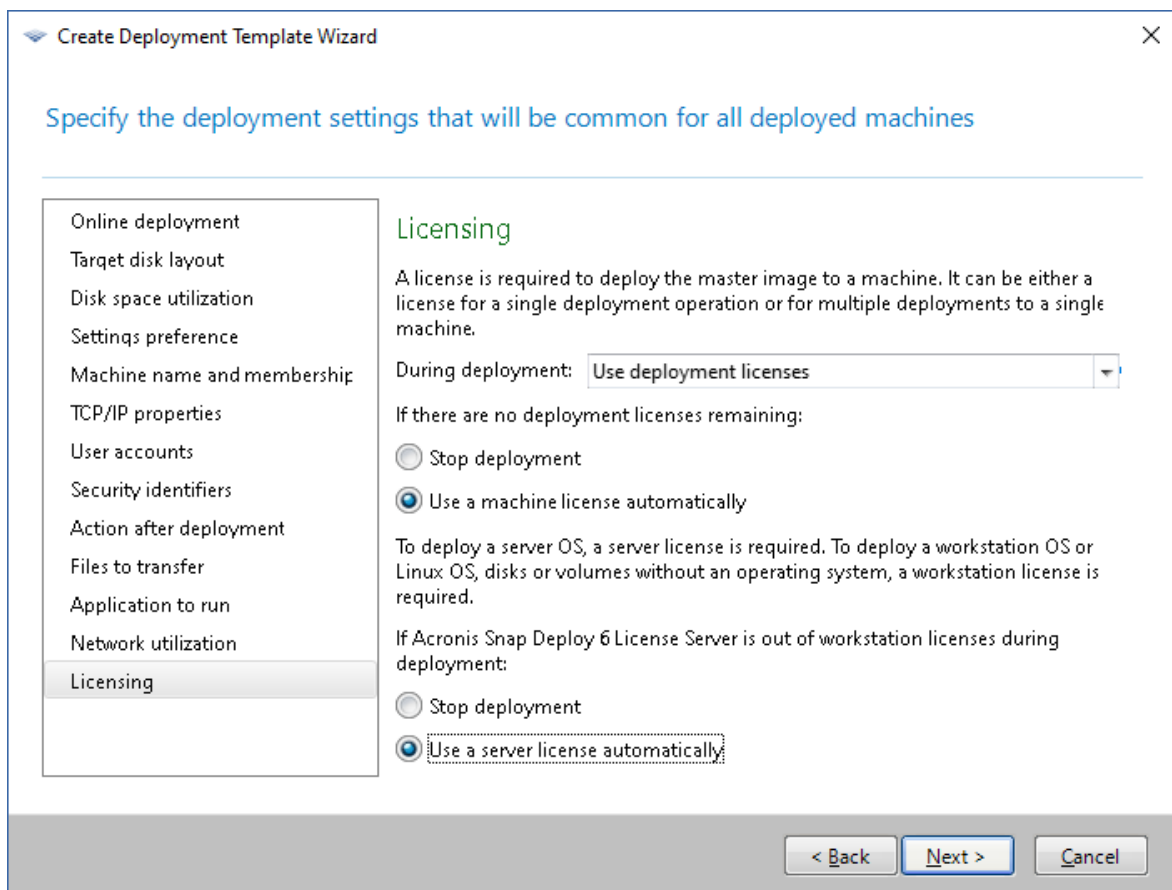 Create Deployment Template Wizard
Specify the deployment settings that will be common for all deployed machines
Online deployment
Target disk layout
Disk space utilization
Settings preference
Machine name and membership
TCP/IP properties
User accounts
Security identifiers
Action after deployment
Files to transfer
Application to run
Network utilization
Licensing
Licensing
A license is required to deploy the master image to a machine. It can be either a
license for a single deployment operation or for multiple deployments to a single
machine.
During deployment: Use deployment licenses
If there are no deployment licenses remaining:
Stop deployment
Use a machine license automatically
To deploy a server OS, a server license is required. To deploy a workstation OS or
Linux OS, disks or volumes without an operating system, a workstation license is
required.
If Acronis Snap Deploy 6 License Server is out of workstation licenses during
deployment:
Stop deployment
Use a server license automatically
< Back
Next >
Cancel